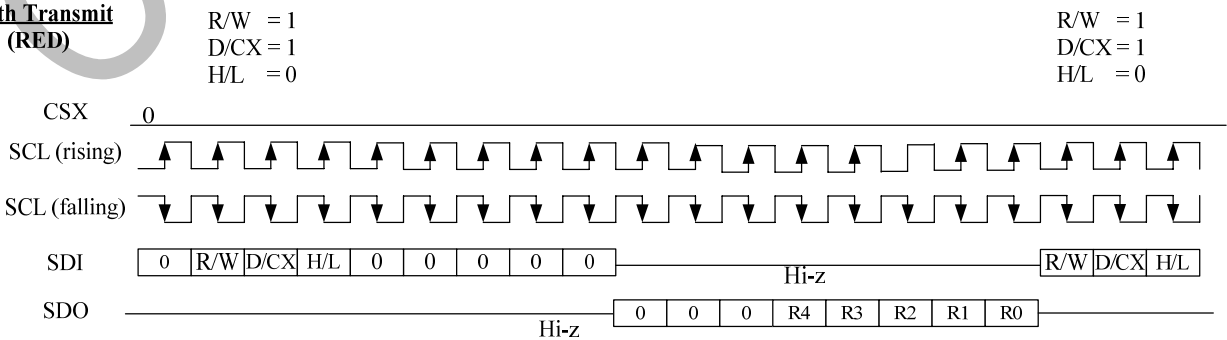 th Transmit
(RED)
R/W = 1
D/CX = 1
H/L = 0
R/W = 1
D/CX = 1
H/L = 0
CSX 0
SCL (rising)
SCL (falling)
SDI 0 R/W D/CX H/L 0 0 0 0 0 Hi-z R/W D/CX H/L
SDO Hi-z 0 0 0 R4 R3 R2 R1 R0